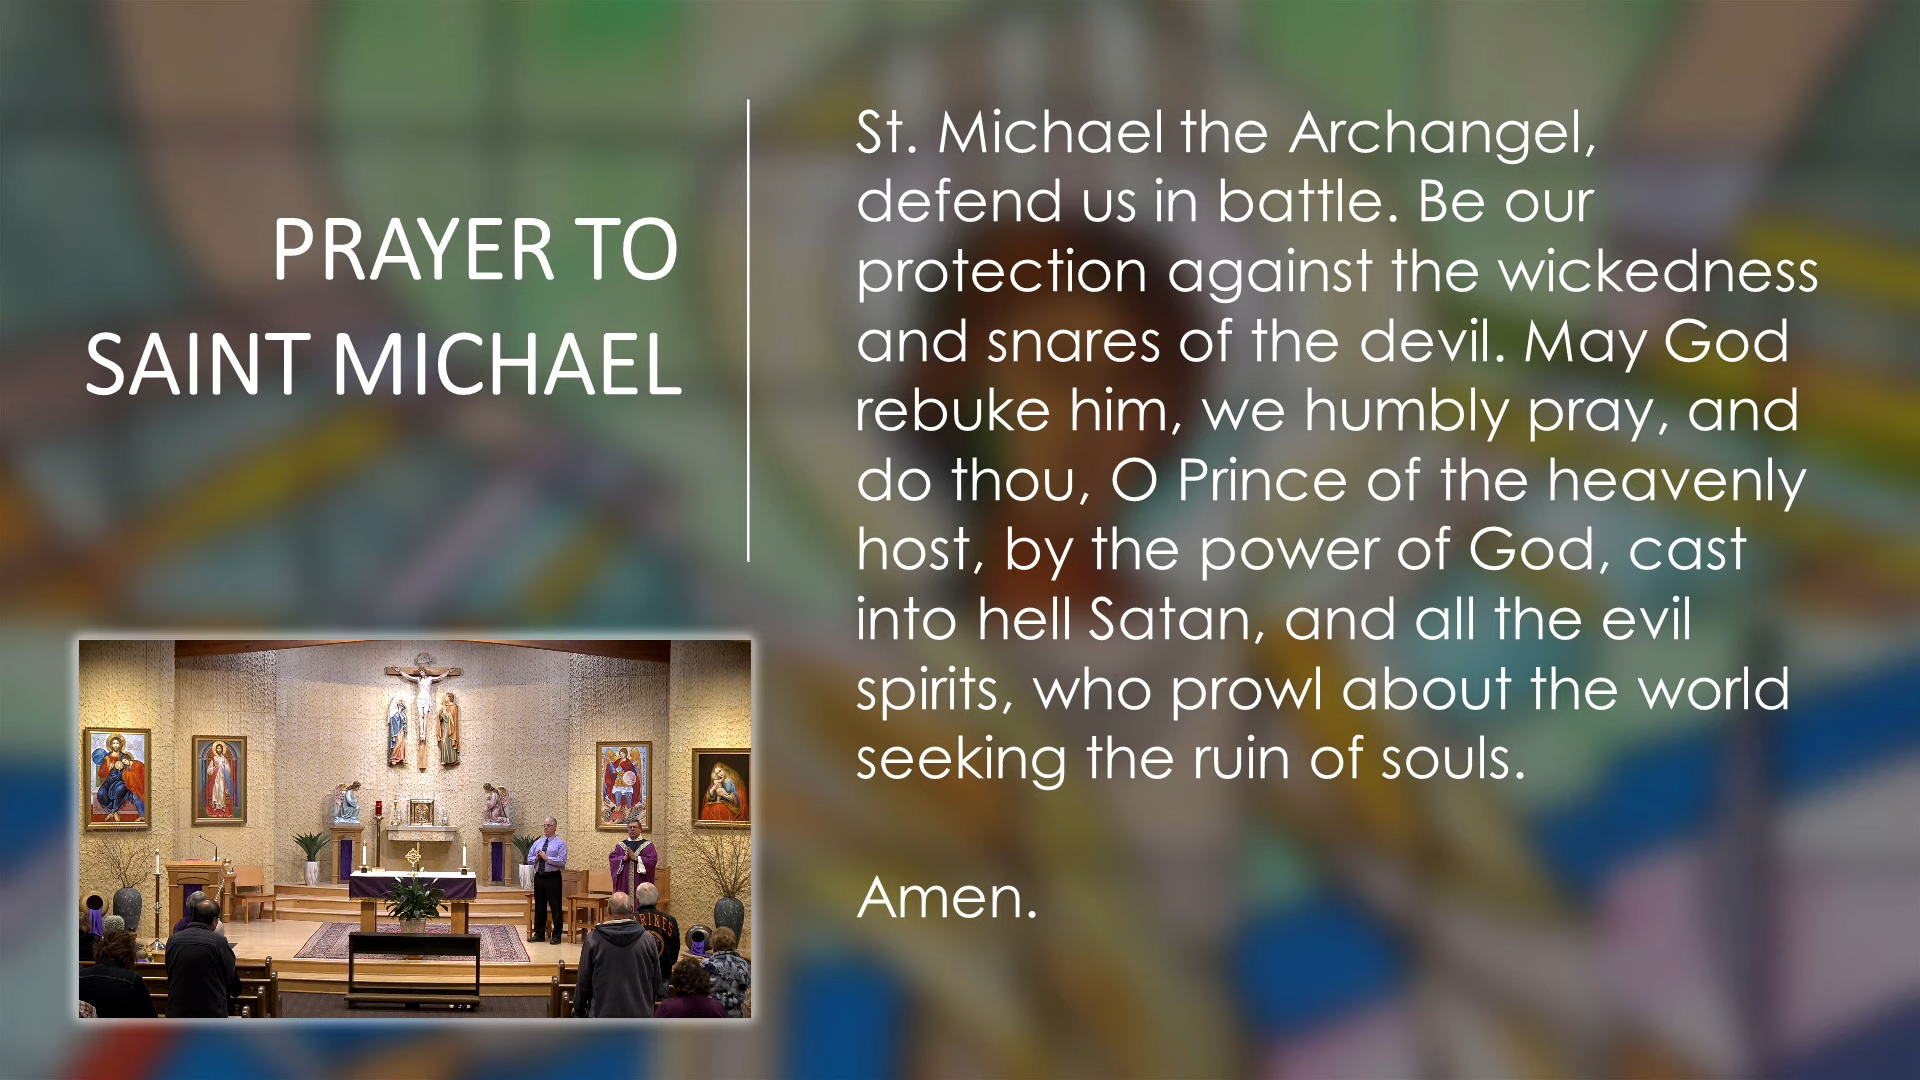 PRAYER TO
SAINT MICHAEL
St. Michael the Archangel,
defend us in battle. Be our
protection against the wickedness
and snares of the devil. May God
rebuke him, we humbly pray, and
do thou, O Prince of the heavenly
host, by the power of God, cast
into hell Satan, and all the evil
spirits, who prowl about the world
seeking the ruin of souls.
Amen.